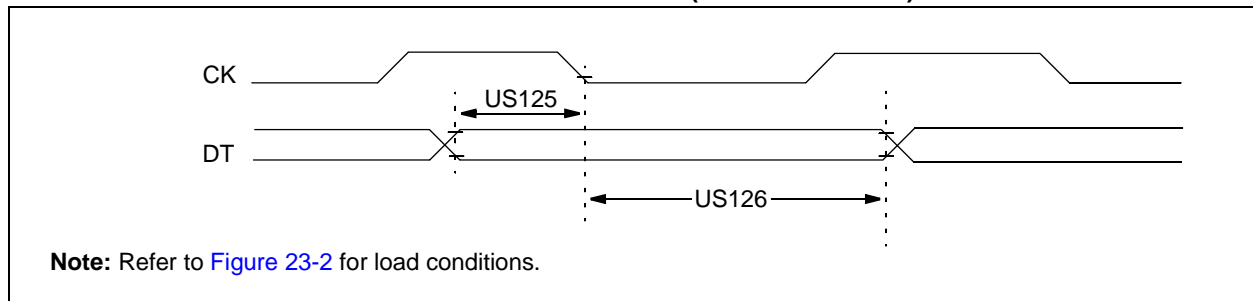 CK
US125
DT
US126
Note: Refer to Figure 23-2 for load conditions.